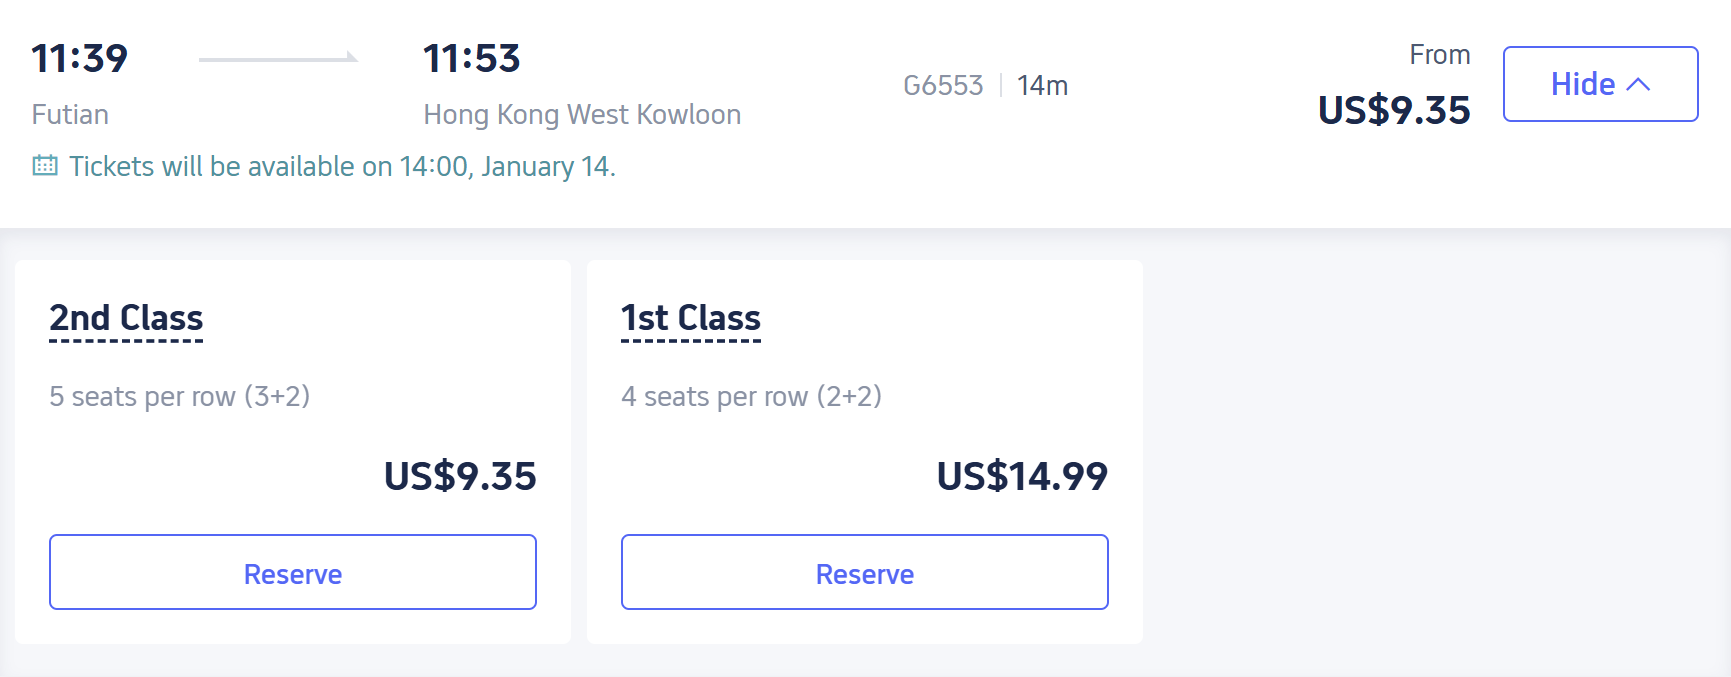 11:39
11:53
Futian
Hong Kong West Kowloon
G6553
14m
From
US$9.35
Hide
Tickets will be available on 14:00, January 14.
2nd Class
5 seats per row (3+2)
US$9.35
Reserve
1st Class
4 seats per row (2+2)
US$14.99
Reserve